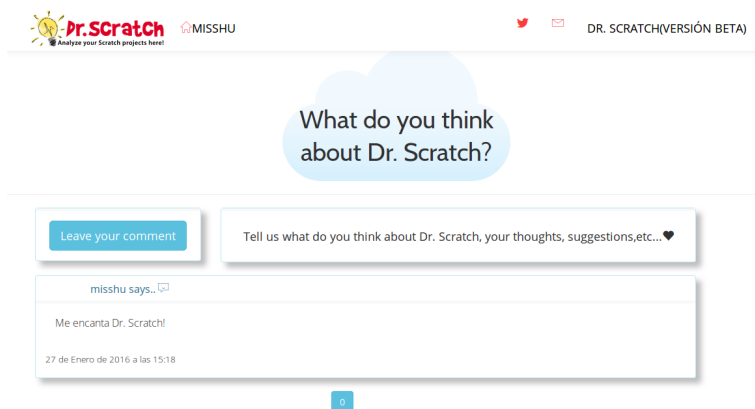 Dr.Scratch
Analyze your Scratch projects here!
MISSHU
DR. SCRATCH(VERSIÓN BETA)
What do you think
about Dr. Scratch?
Leave your comment
Tell us what do you think about Dr. Scratch, your thoughts, suggestions,etc...
misshu says..
Me encanta Dr. Scratch!
27 de Enero de 2016 a las 15:18
0